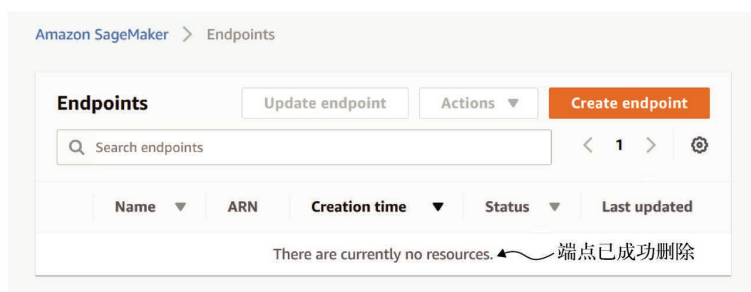 Amazon SageMaker > Endpoints
Endpoints Update endpoint Actions Create endpoint
Search endpoints < 1 >
Name ARN Creation time Status Last updated
There are currently no resources. 端点已成功删除